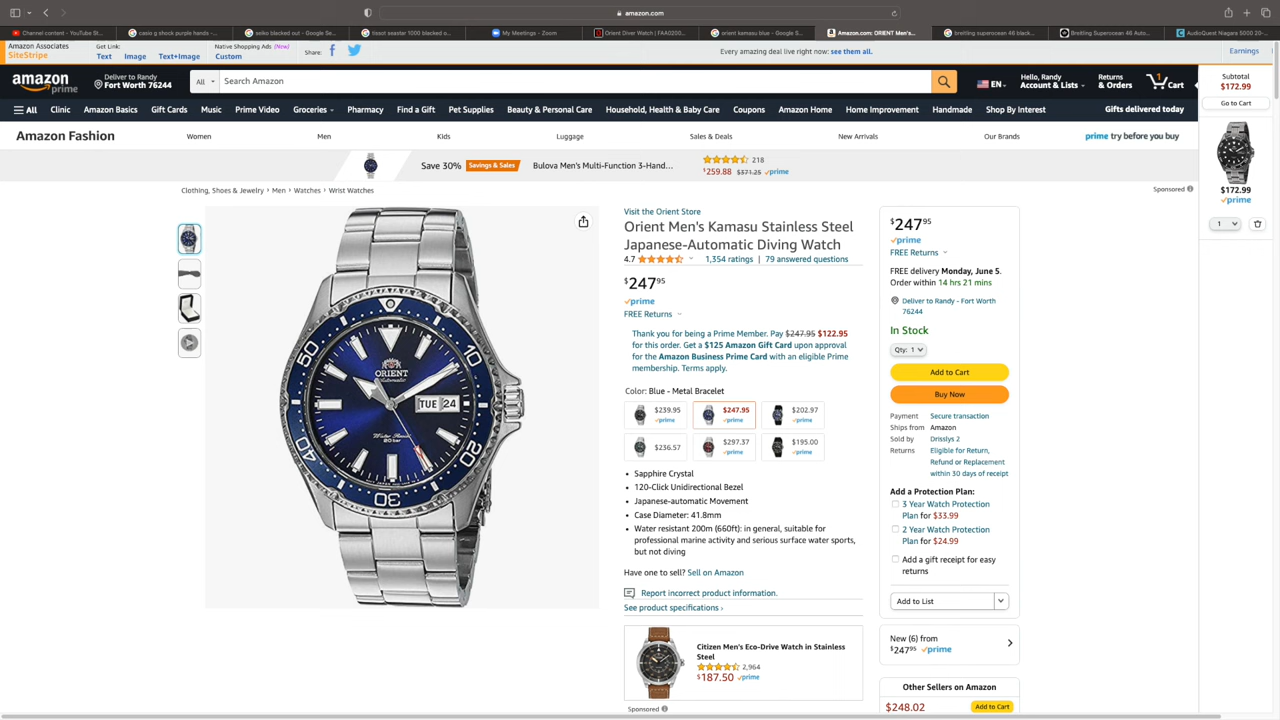 amazon.com
Channel content - YouTube St...
casio g shock purple hands - ...
seiko blacked out - Google Se...
tissot seastar 1000 blocked o...
My Meetings - Zoom
Orient Diver Watch | FAA0200...
orient kamasu blue - Google S...
Amazon.com: ORIENT Men's...
breitling superocean 46 black...
Breitling Superocean 46 Auto...
AudioQuest Niagara 5000 20-...
Amazon Associates
SiteStripe
Get Link:
Text Image Text+Image
Native Shopping Ads (New)
Custom
Share:
Every amazing deal live right now: see them all.
Earnings
amazon prime
Deliver to Randy
Fort Worth 76244
All
Search Amazon
EN
Hello, Randy
Account & Lists
Returns
& Orders
1
Cart
All Clinic Amazon Basics Gift Cards Music Prime Video Groceries Pharmacy Find a Gift Pet Supplies Beauty & Personal Care Household, Health & Baby Care Coupons Amazon Home Home Improvement Handmade Shop By Interest
Gifts delivered today
Amazon Fashion
Women Men Kids Luggage Sales & Deals New Arrivals Our Brands
prime try before you buy
Save 30% Savings & Sales Bulova Men's Multi-Function 3-Hand...
218
$259.88 $371.25 prime
Clothing, Shoes & Jewelry › Men › Watches › Wrist Watches
Sponsored
Subtotal
$172.99
Go to Cart
$172.99
prime
1
50
10
40
20
30
ORIENT
Automatic
TUE 24
Water Resist
20bar
Visit the Orient Store
Orient Men's Kamasu Stainless Steel
Japanese-Automatic Diving Watch
4.7 1,354 ratings | 79 answered questions
$247.95
prime
FREE Returns
Thank you for being a Prime Member. Pay $247.95 $122.95
for this order. Get a $125 Amazon Gift Card upon approval
for the Amazon Business Prime Card with an eligible Prime
membership. Terms apply.
Color: Blue - Metal Bracelet
$239.95
prime
$247.95
prime
$202.97
prime
$236.57
$297.37
prime
$195.00
prime
• Sapphire Crystal
• 120-Click Unidirectional Bezel
• Japanese-automatic Movement
• Case Diameter: 41.8mm
• Water resistant 200m (660ft): in general, suitable for
professional marine activity and serious surface water sports,
but not diving
Have one to sell? Sell on Amazon
Report incorrect product information.
See product specifications ›
Citizen Men's Eco-Drive Watch in Stainless
Steel
2,964
$187.50 prime
Sponsored
$247.95
prime
FREE Returns
FREE delivery Monday, June 5.
Order within 14 hrs 21 mins
Deliver to Randy - Fort Worth
76244
In Stock
Qty: 1
Add to Cart
Buy Now
Payment Secure transaction
Ships from Amazon
Sold by Drisslys 2
Returns Eligible for Return,
Refund or Replacement
within 30 days of receipt
Add a Protection Plan:
3 Year Watch Protection
Plan for $33.99
2 Year Watch Protection
Plan for $24.99
Add a gift receipt for easy
returns
Add to List
New (6) from
$247.95 prime
Other Sellers on Amazon
$248.02 Add to Cart